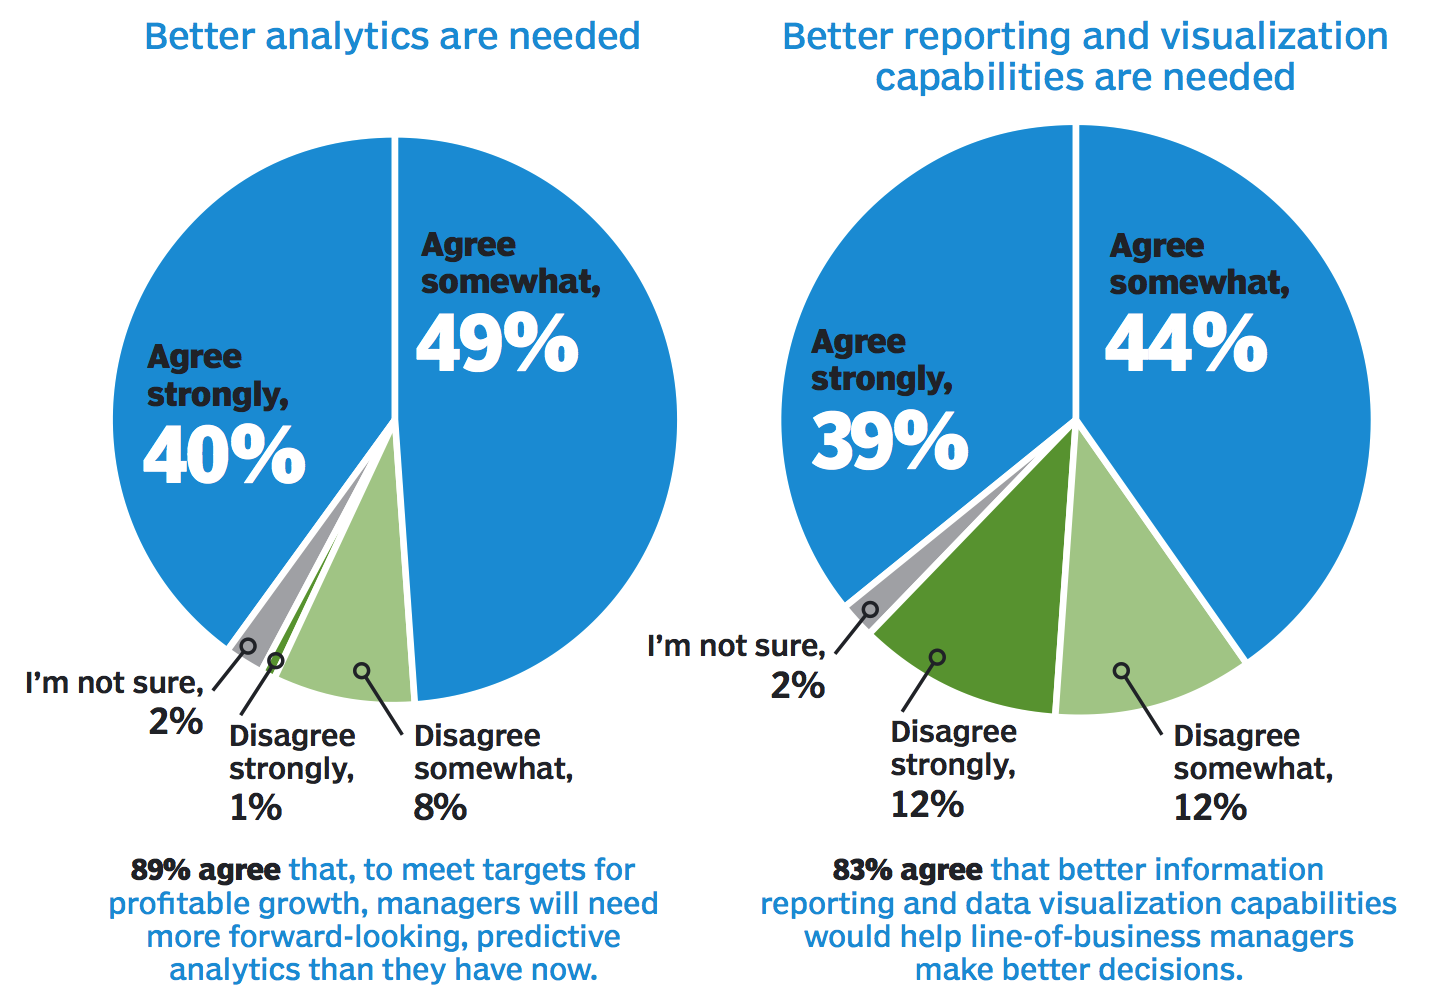 Better analytics are needed
Agree
somewhat,
49%
Agree
strongly,
40%
I'm not sure,
2%
Disagree
strongly,
1%
Disagree
somewhat,
8%
89% agree that, to meet targets for
profitable growth, managers will need
more forward-looking, predictive
analytics than they have now.
Better reporting and visualization
capabilities are needed
Agree
somewhat,
44%
Agree
strongly,
39%
I'm not sure,
2%
Disagree
strongly,
12%
Disagree
somewhat,
12%
83% agree that better information
reporting and data visualization capabilities
would help line-of-business managers
make better decisions.